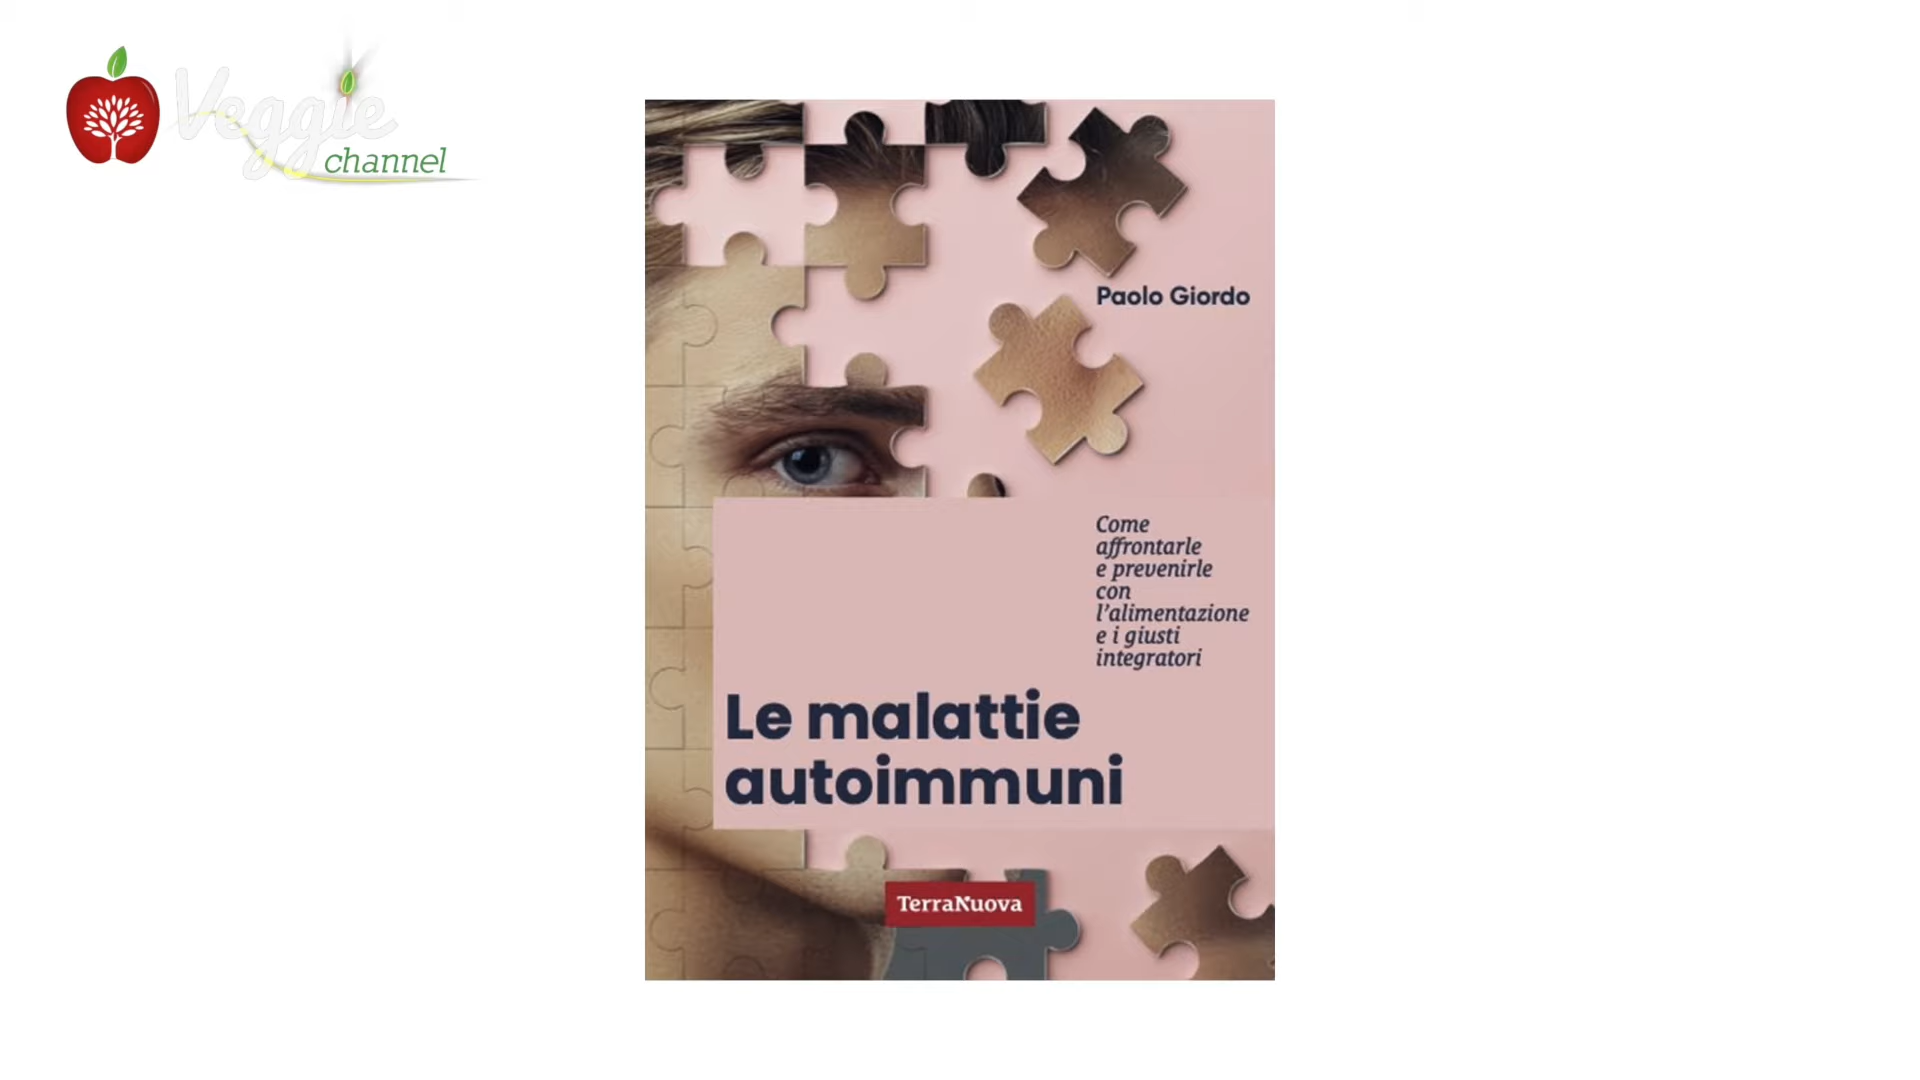 Veggie
channel
Paolo Giordo
Come
affrontarle
e prevenirle
con
l'alimentazione
e i giusti
integratori
Le malattie
autoimmuni
TerraNuova